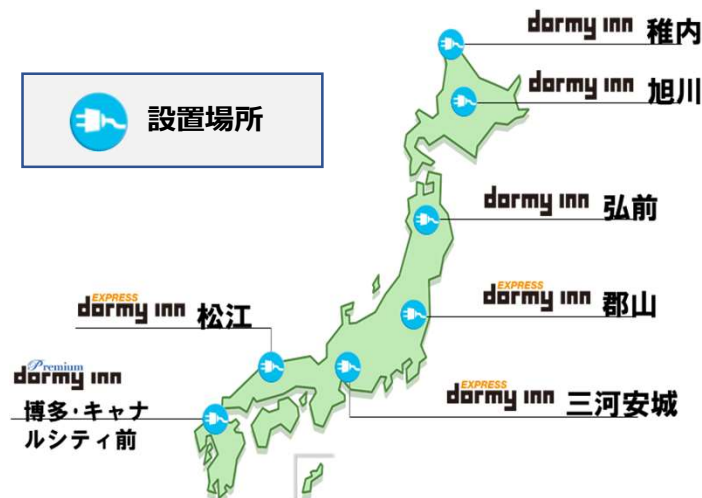 dormy inn 稚内
設置場所
dormy inn 旭川
dormy inn 弘前
EXPRESS
dormy inn 松江
EXPRESS
dormy inn 郡山
Premium
dormy inn
博多・キャナ
ルシティ前
EXPRESS
dormy inn 三河安城